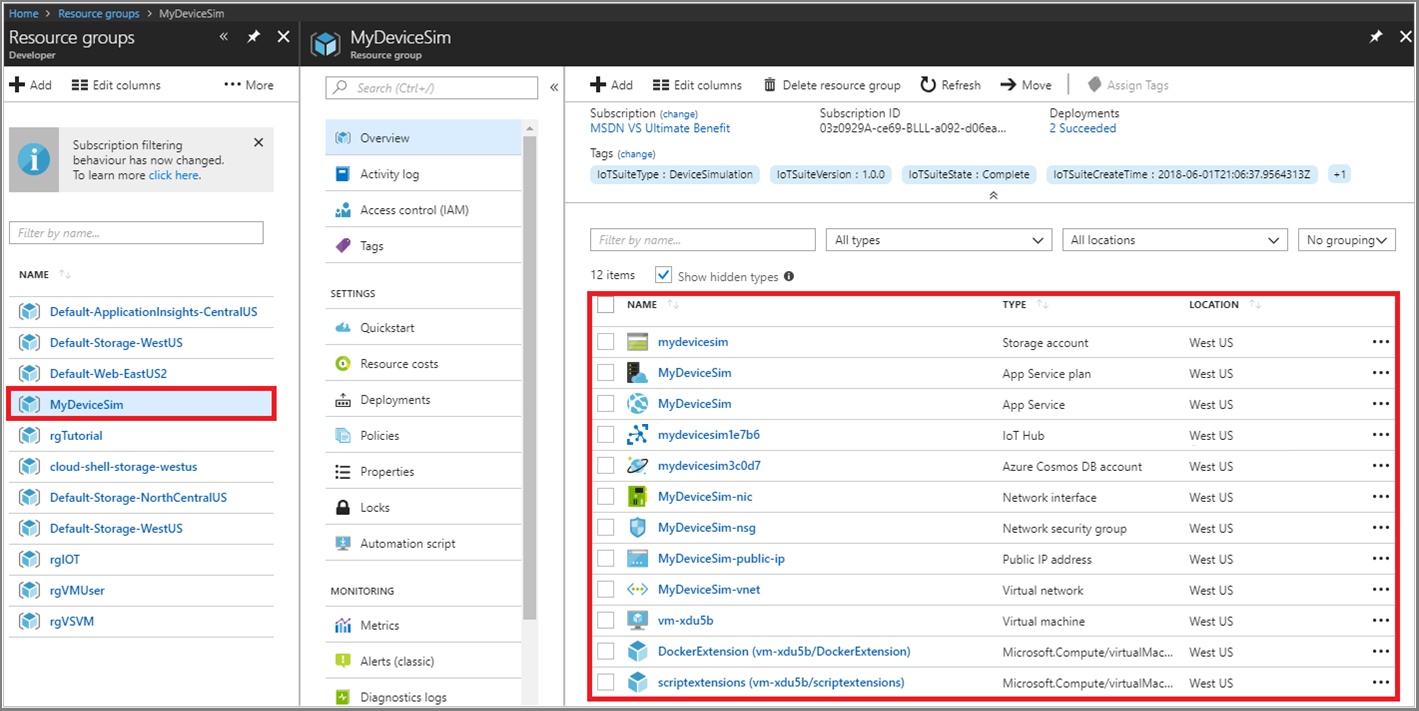 Home > Resource groups > MyDeviceSim
Resource groups
Developer
Add
Edit columns
More
Subscription filtering
behaviour has now changed.
To learn more click here.
Filter by name...
NAME
Default-ApplicationInsights-CentralUS
Default-Storage-WestUS
Default-Web-EastUS2
MyDeviceSim
rgTutorial
cloud-shell-storage-westus
Default-Storage-NorthCentralUS
Default-Storage-WestUS
rgIOT
rgVMUser
rgVSVM
MyDeviceSim
Resource group
Search (Ctrl+/)
Overview
Activity log
Access control (IAM)
Tags
SETTINGS
Quickstart
Resource costs
Deployments
Policies
Properties
Locks
Automation script
MONITORING
Metrics
Alerts (classic)
Diagnostics logs
Add Edit columns Delete resource group Refresh Move Assign Tags
Subscription (change) Subscription ID Deployments
MSDN VS Ultimate Benefit 03z0929A-ce69-BLLL-a092-d06ea... 2 Succeeded
Tags (change)
IoTSuiteType : DeviceSimulation IoTSuiteVersion : 1.0.0 IoTSuiteState : Complete IoTSuiteCreateTime : 2018-06-01T21:06:37.9564313Z +1
Filter by name... All types All locations No grouping
12 items Show hidden types
NAME TYPE LOCATION
mydevicesim Storage account West US
MyDeviceSim App Service plan West US
MyDeviceSim App Service West US
mydevicesim1e7b6 IoT Hub West US
mydevicesim3c0d7 Azure Cosmos DB account West US
MyDeviceSim-nic Network interface West US
MyDeviceSim-nsg Network security group West US
MyDeviceSim-public-ip Public IP address West US
MyDeviceSim-vnet Virtual network West US
vm-xdu5b Virtual machine West US
DockerExtension (vm-xdu5b/DockerExtension) Microsoft.Compute/virtualMac... West US
scriptextensions (vm-xdu5b/scriptextensions) Microsoft.Compute/virtualMac... West US